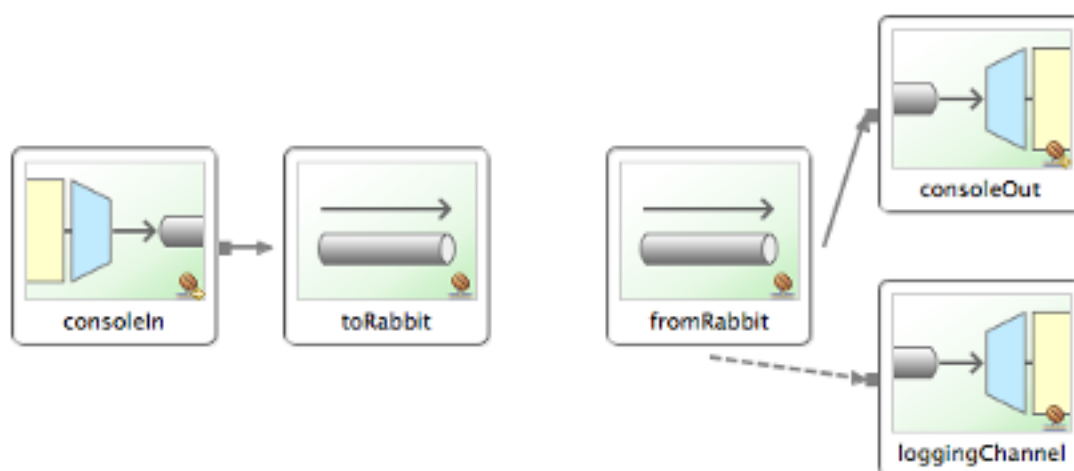 consoleIn
toRabbit
fromRabbit
consoleOut
loggingChannel